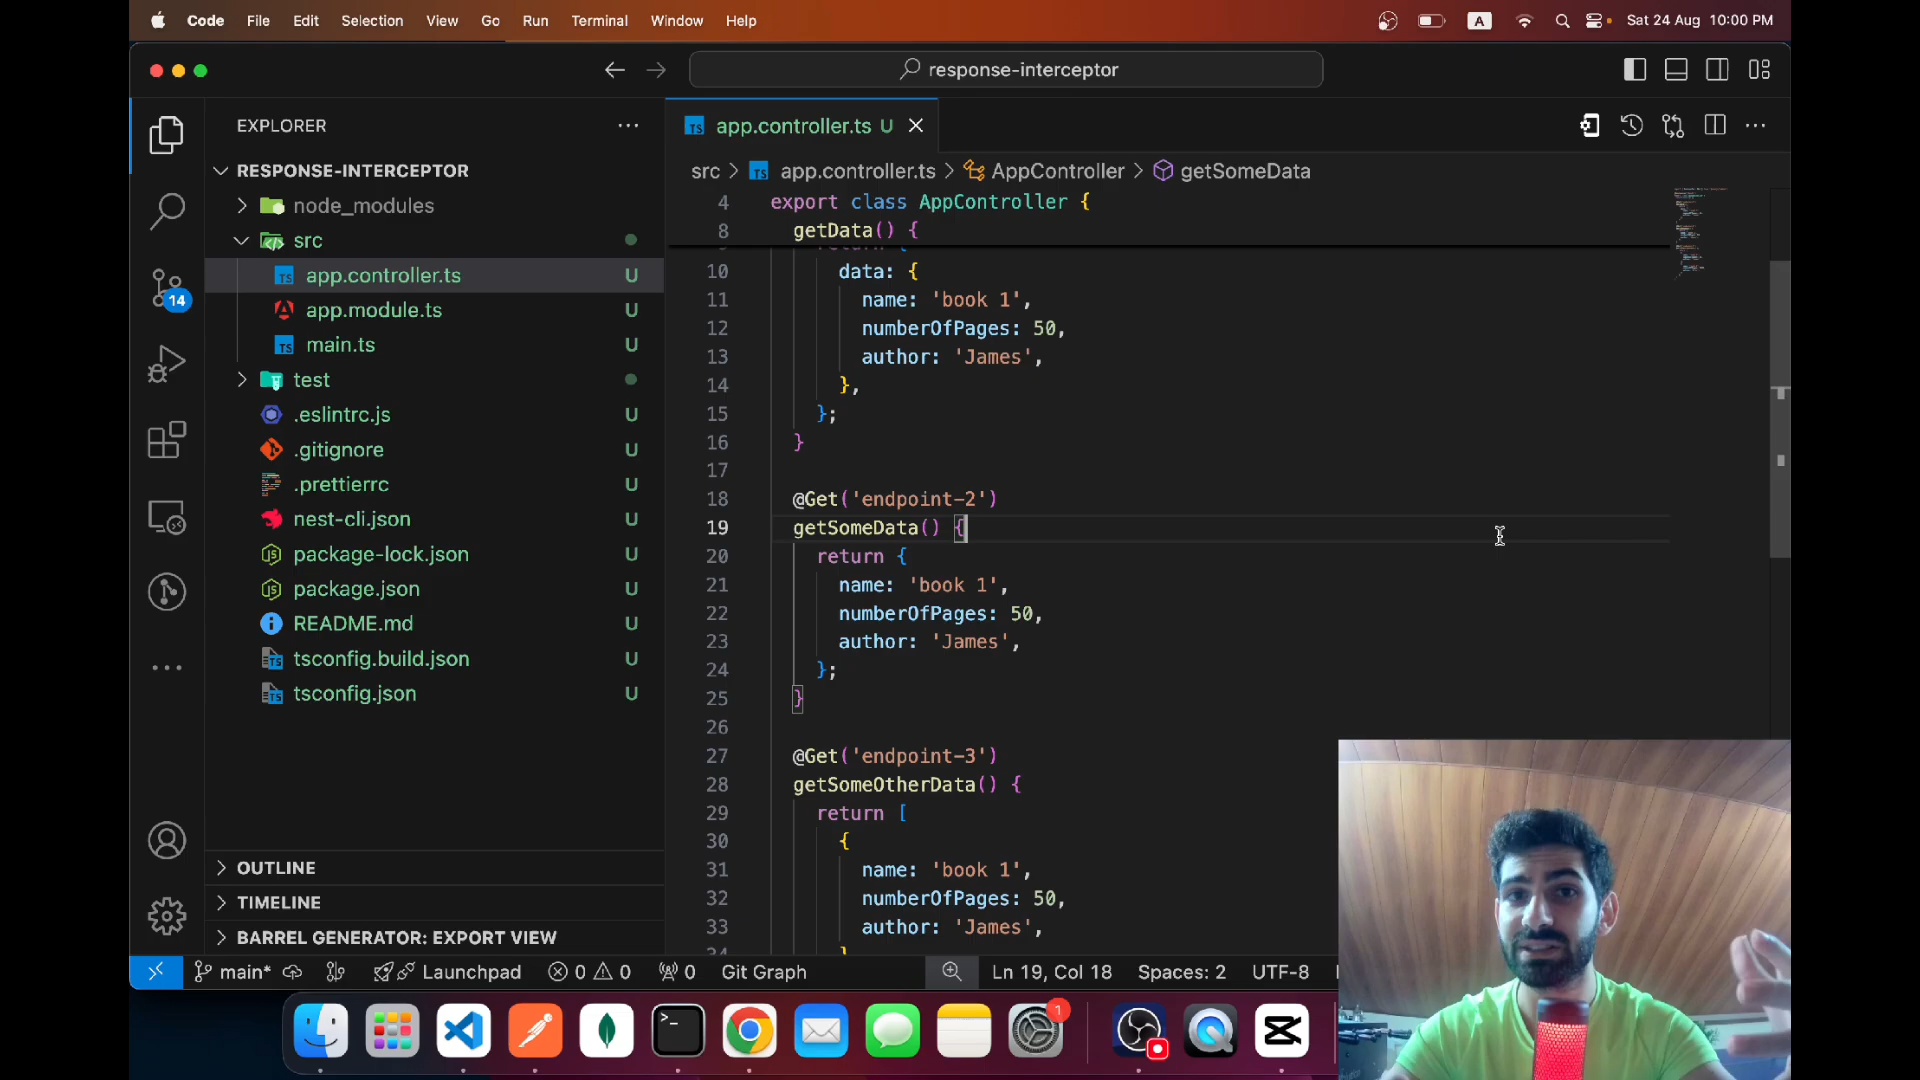 Code File Edit Selection View Go Run Terminal Window Help A Sat 24 Aug 10:00 PM
response-interceptor
EXPLORER
RESPONSE-INTERCEPTOR
node_modules
src
app.controller.ts U
app.module.ts U
main.ts U
test
.eslintrc.js U
.gitignore U
.prettierrc U
nest-cli.json U
package-lock.json U
package.json U
README.md U
tsconfig.build.json U
tsconfig.json U
14
OUTLINE
TIMELINE
BARREL GENERATOR: EXPORT VIEW
app.controller.ts U
src > app.controller.ts > AppController > getSomeData
4 export class AppController {
8 getData() {
10 data: {
11 name: 'book 1',
12 numberOfPages: 50,
13 author: 'James',
14 },
15 };
16 }
17
18 @Get('endpoint-2')
19 getSomeData() {
20 return {
21 name: 'book 1',
22 numberOfPages: 50,
23 author: 'James',
24 };
25 }
26
27 @Get('endpoint-3')
28 getSomeOtherData() {
29 return [
30 {
31 name: 'book 1',
32 numberOfPages: 50,
33 author: 'James',
main* Launchpad 0 0 0 Git Graph Ln 19, Col 18 Spaces: 2 UTF-8
1